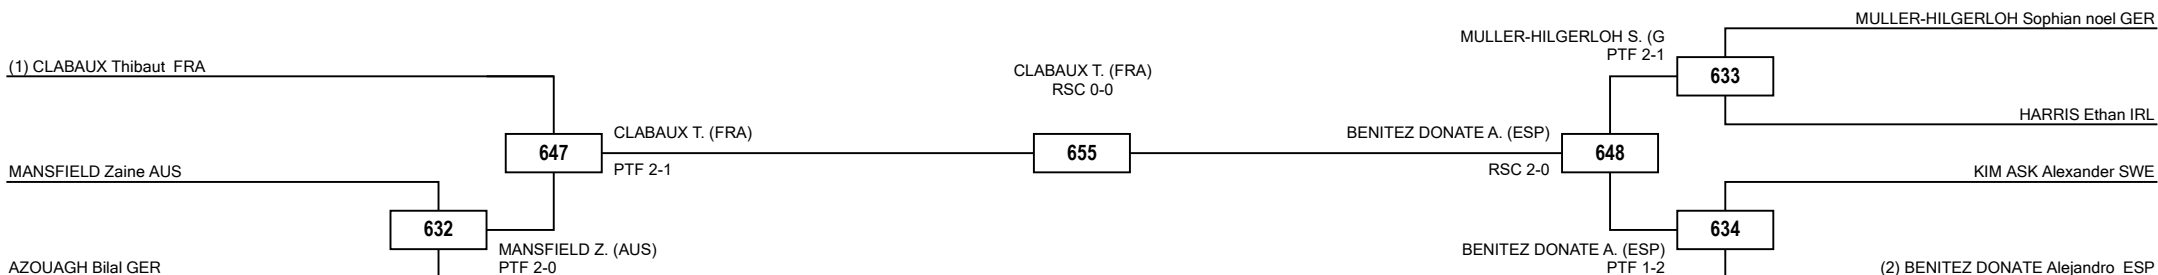 MULLER-HILGERLOH Sophian noel GER
MULLER-HILGERLOH S. (G
PTF 2-1
633
(1) CLABAUX Thibaut FRA
CLABAUX T. (FRA)
RSC 0-0
HARRIS Ethan IRL
CLABAUX T. (FRA)
BENITEZ DONATE A. (ESP)
647
655
648
PTF 2-1
RSC 2-0
MANSFIELD Zaine AUS
KIM ASK Alexander SWE
632
634
MANSFIELD Z. (AUS)
PTF 2-0
BENITEZ DONATE A. (ESP)
PTF 1-2
AZOUAGH Bilal GER
(2) BENITEZ DONATE Alejandro ESP